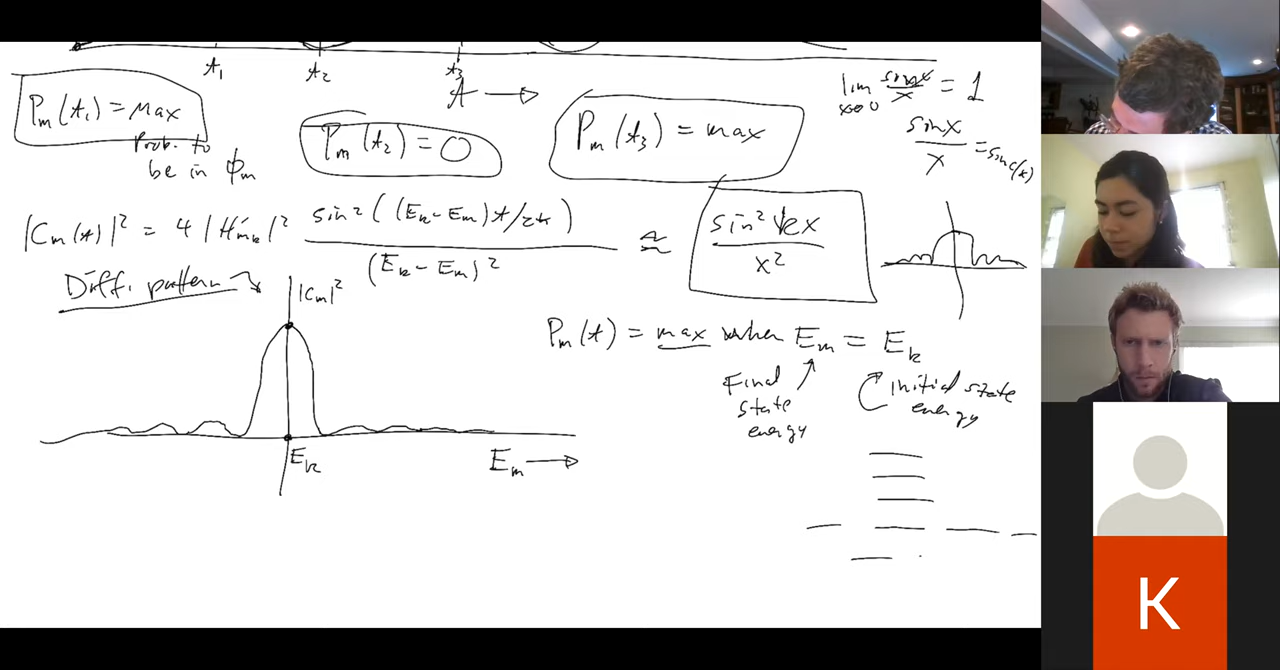 t₁ t₂ t₃
t →
Pₘ(t₁) = max
Prob. to
be in ϕₘ
Pₘ(t₂) = 0
Pₘ(t₃) = max
lim sinx/x = 1
x→0
sinx/x = sinc(x)
|Cₘ(t)|² = 4 |H'ₘₖ|² sin²((Eₖ-Eₘ)t/2ℏ) / (Eₖ-Eₘ)² ≈ sin² x / x²
Diff. pattern
|Cₘ|²
Eₖ
Eₘ →
Pₘ(t) = max when Eₘ = Eₖ
Final
state
energy
initial state
energy
K